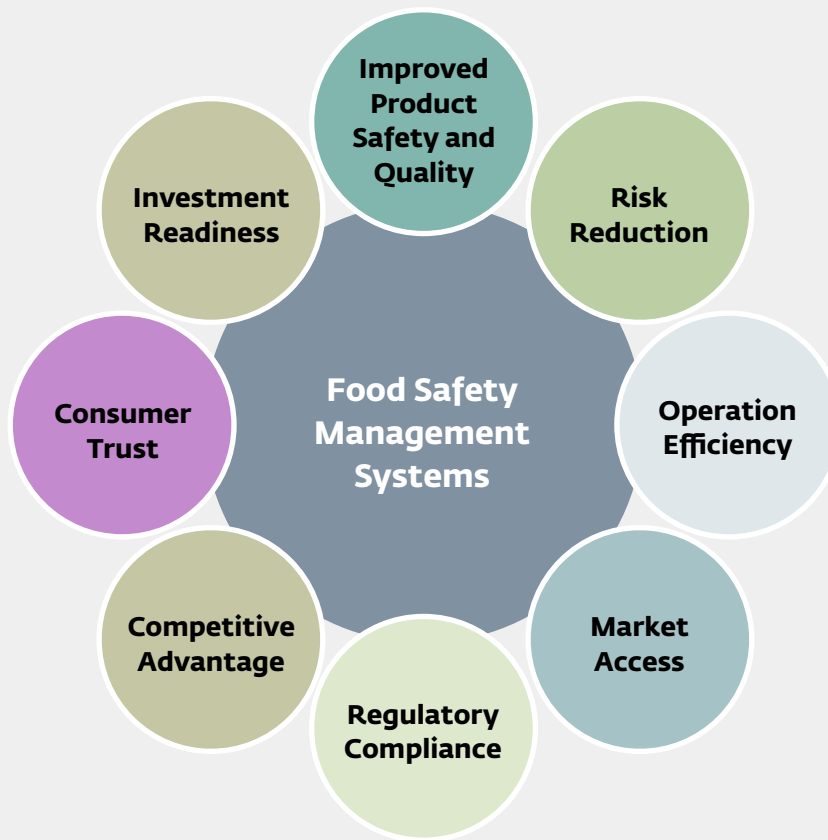 Improved
Product
Safety and
Quality
Risk
Reduction
Operation
Efficiency
Market
Access
Regulatory
Compliance
Competitive
Advantage
Consumer
Trust
Investment
Readiness
Food Safety
Management
Systems